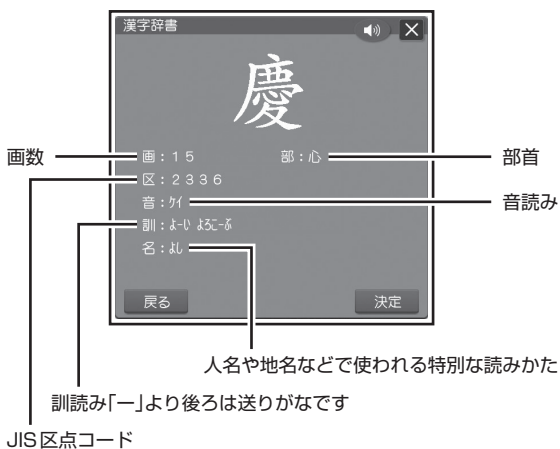 漢字辞書
慶
画数
画：１５
部：心
部首
区：２３３６
音：ｹｲ
音読み
訓：よーい よろこーぶ
名：よし
戻る
決定
人名や地名などで使われる特別な読みかた
訓読み「ー」より後ろは送りがなです
JIS区点コード